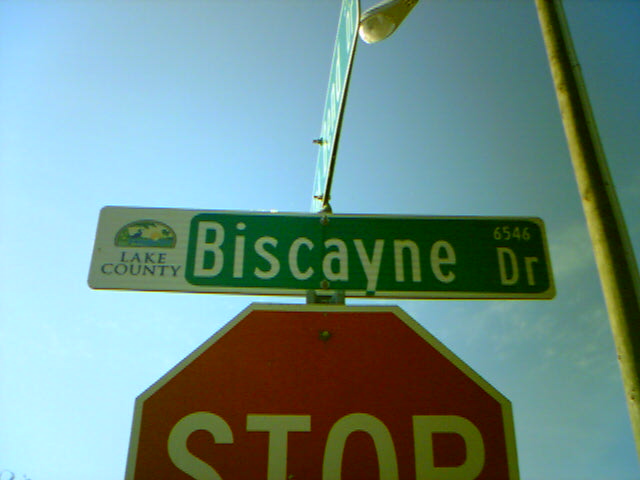 LAKE
COUNTY
Biscayne Dr
6546
STOP